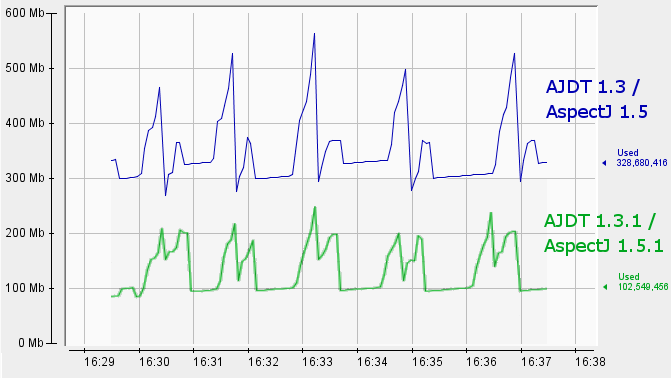 600 Mb
500 Mb
400 Mb
300 Mb
200 Mb
100 Mb
0 Mb
AJDT 1.3 /
AspectJ 1.5
Used
328,680,416
AJDT 1.3.1 /
AspectJ 1.5.1
Used
102,549,456
16:29 16:30 16:31 16:32 16:33 16:34 16:35 16:36 16:37 16:38